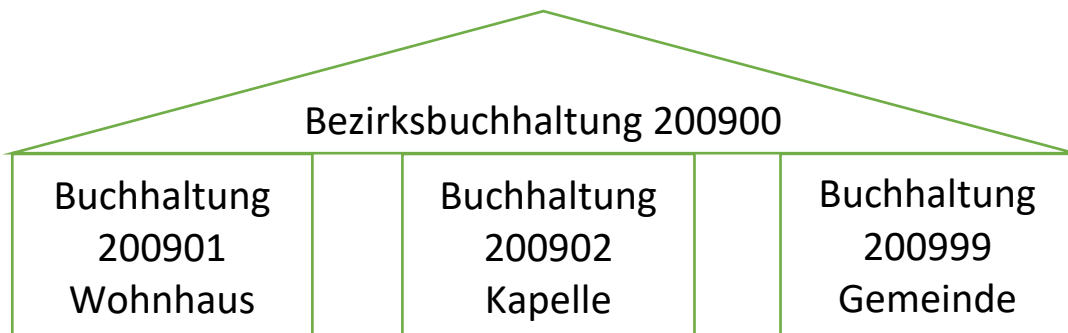 Bezirksbuchhaltung 200900
Buchhaltung
200901
Wohnhaus
Buchhaltung
200902
Kapelle
Buchhaltung
200999
Gemeinde